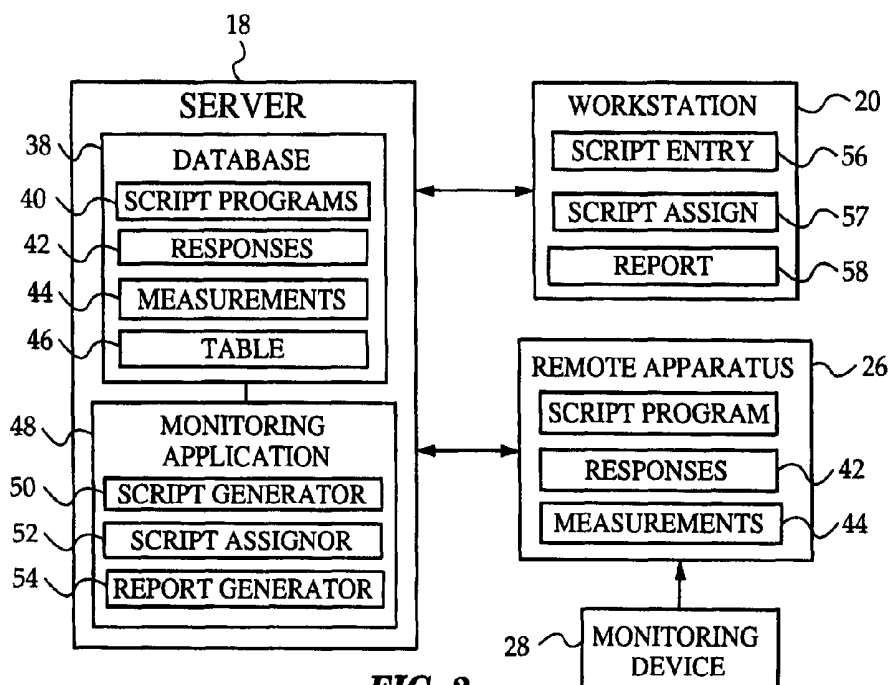 18
SERVER
38
DATABASE
40
SCRIPT PROGRAMS
42
RESPONSES
44
MEASUREMENTS
46
TABLE
48
MONITORING
APPLICATION
50
SCRIPT GENERATOR
52
SCRIPT ASSIGNOR
54
REPORT GENERATOR
WORKSTATION
20
SCRIPT ENTRY
56
SCRIPT ASSIGN
57
REPORT
58
REMOTE APPARATUS
26
SCRIPT PROGRAM
RESPONSES
42
MEASUREMENTS
44
28
MONITORING
DEVICE
FIG.